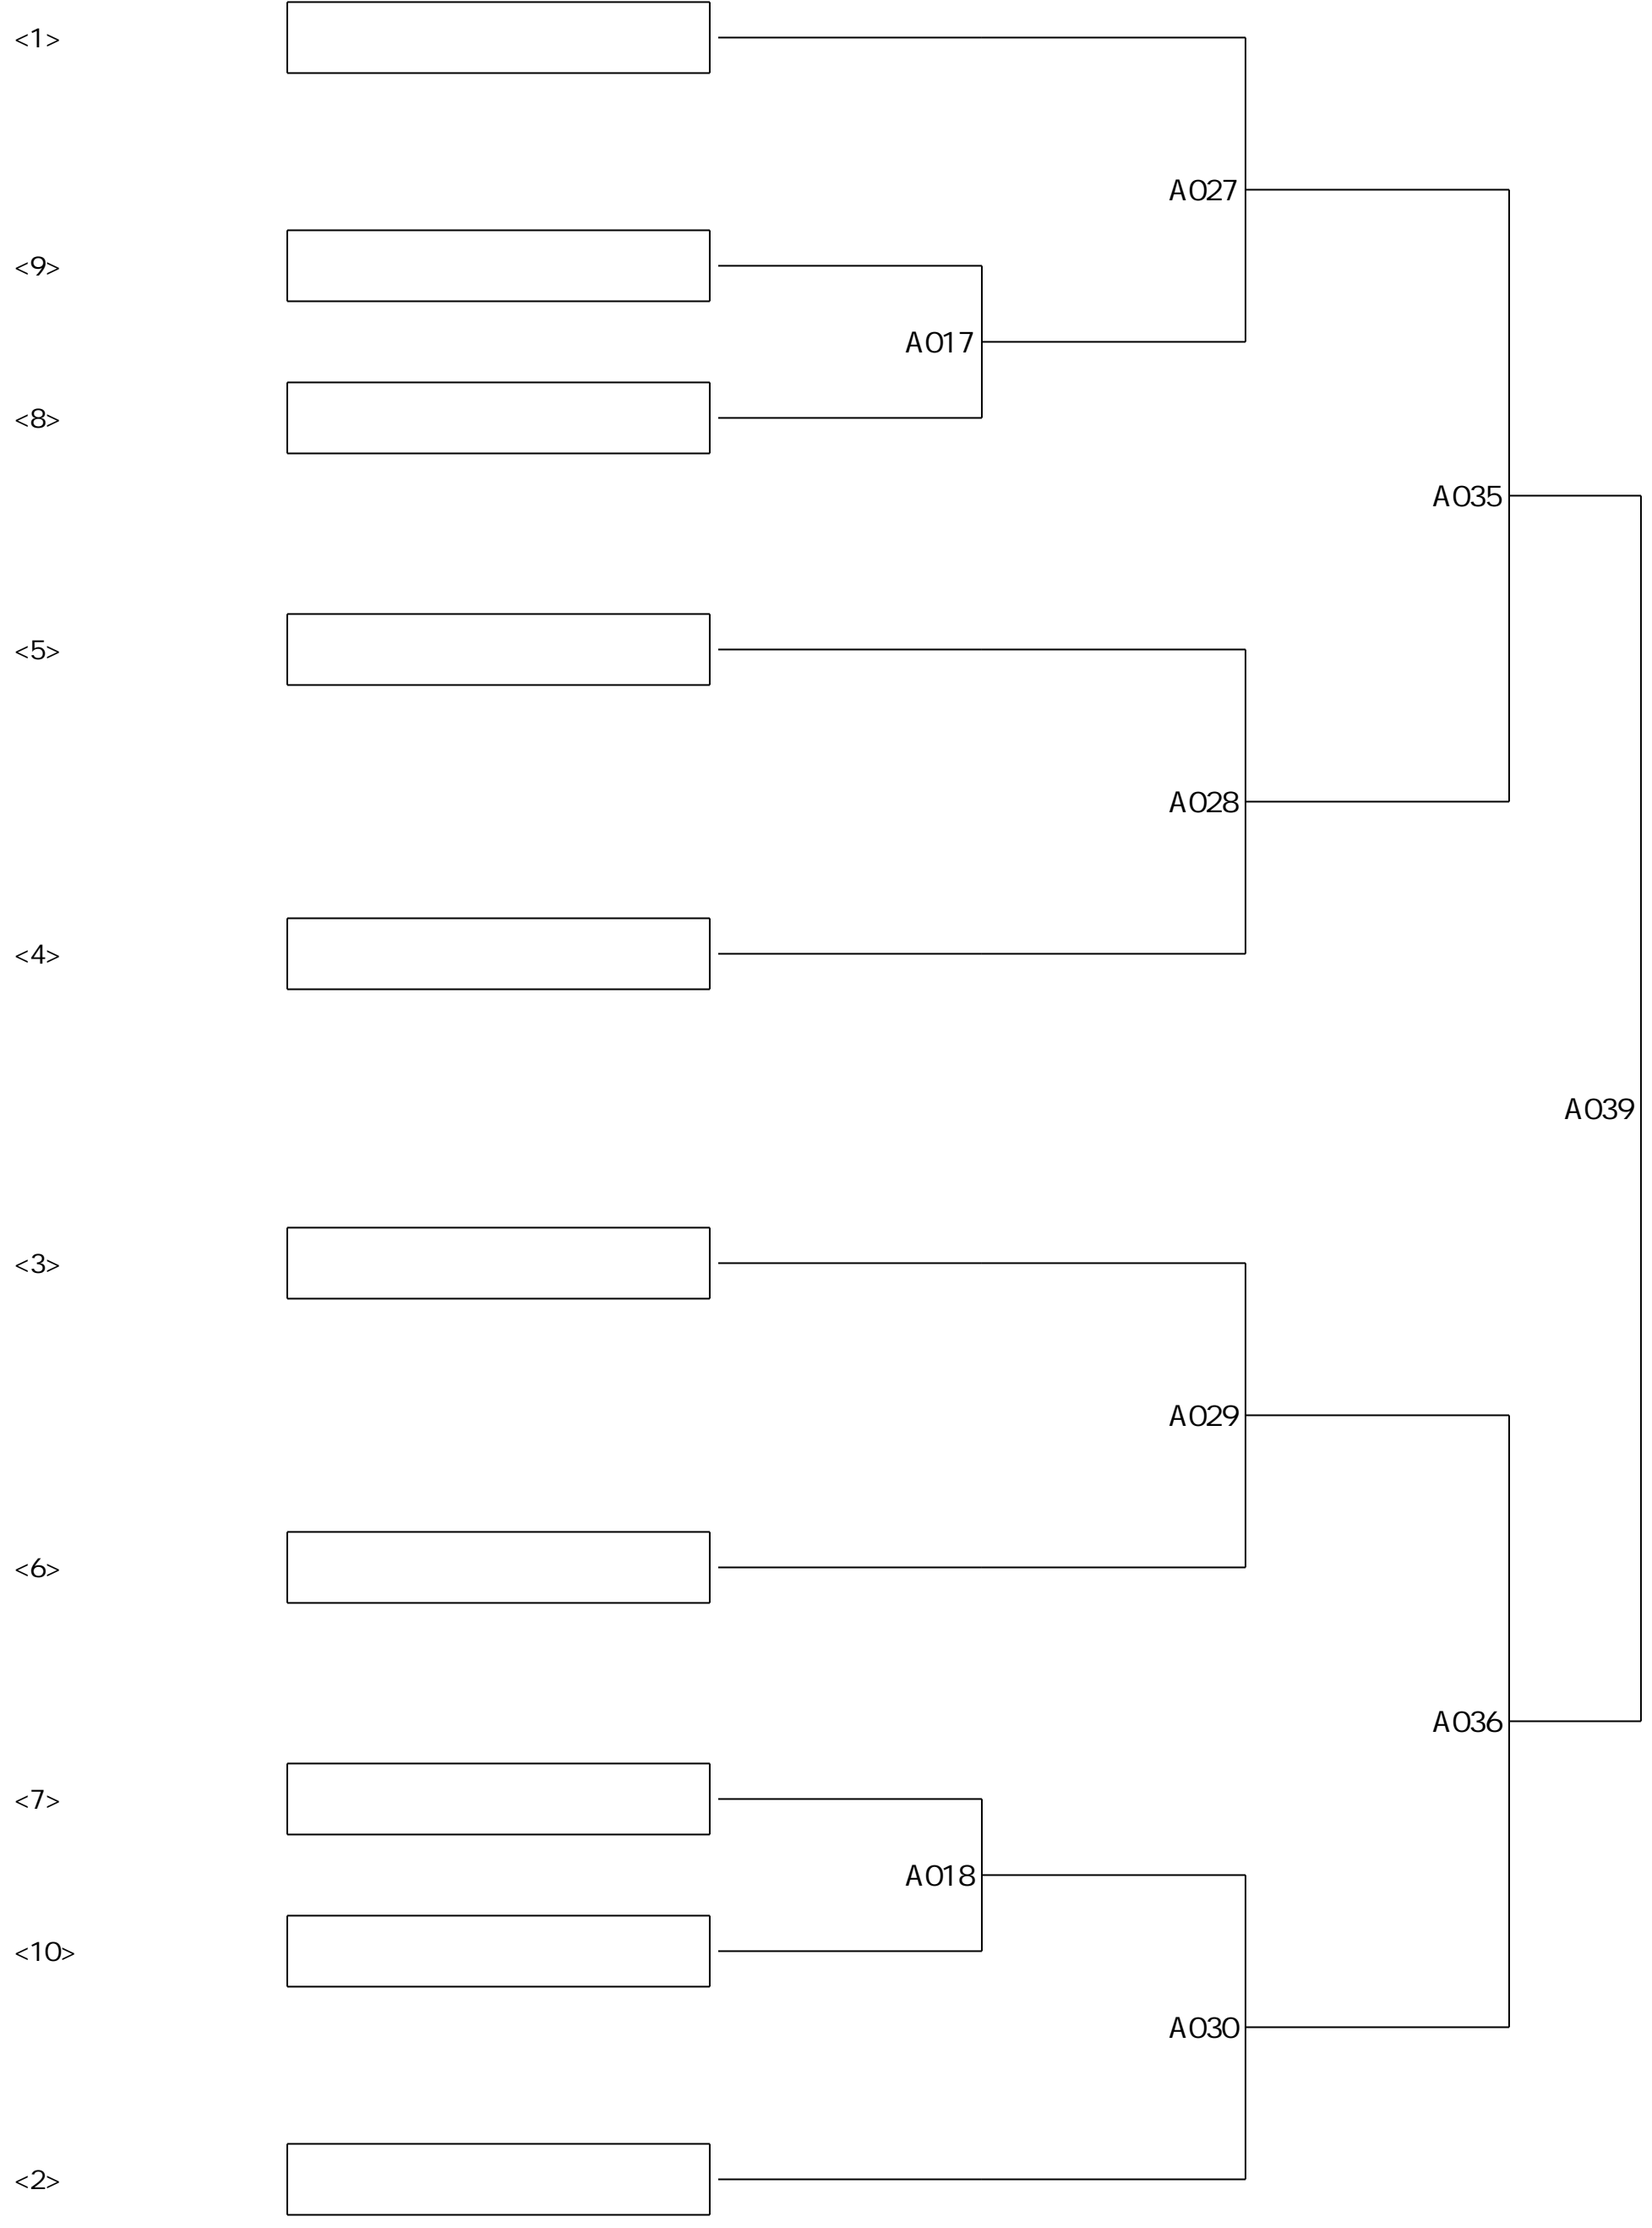 <1>
A027
<9>
A017
<8>
A035
<5>
A028
<4>
A039
<3>
A029
<6>
A036
<7>
A018
<10>
A030
<2>